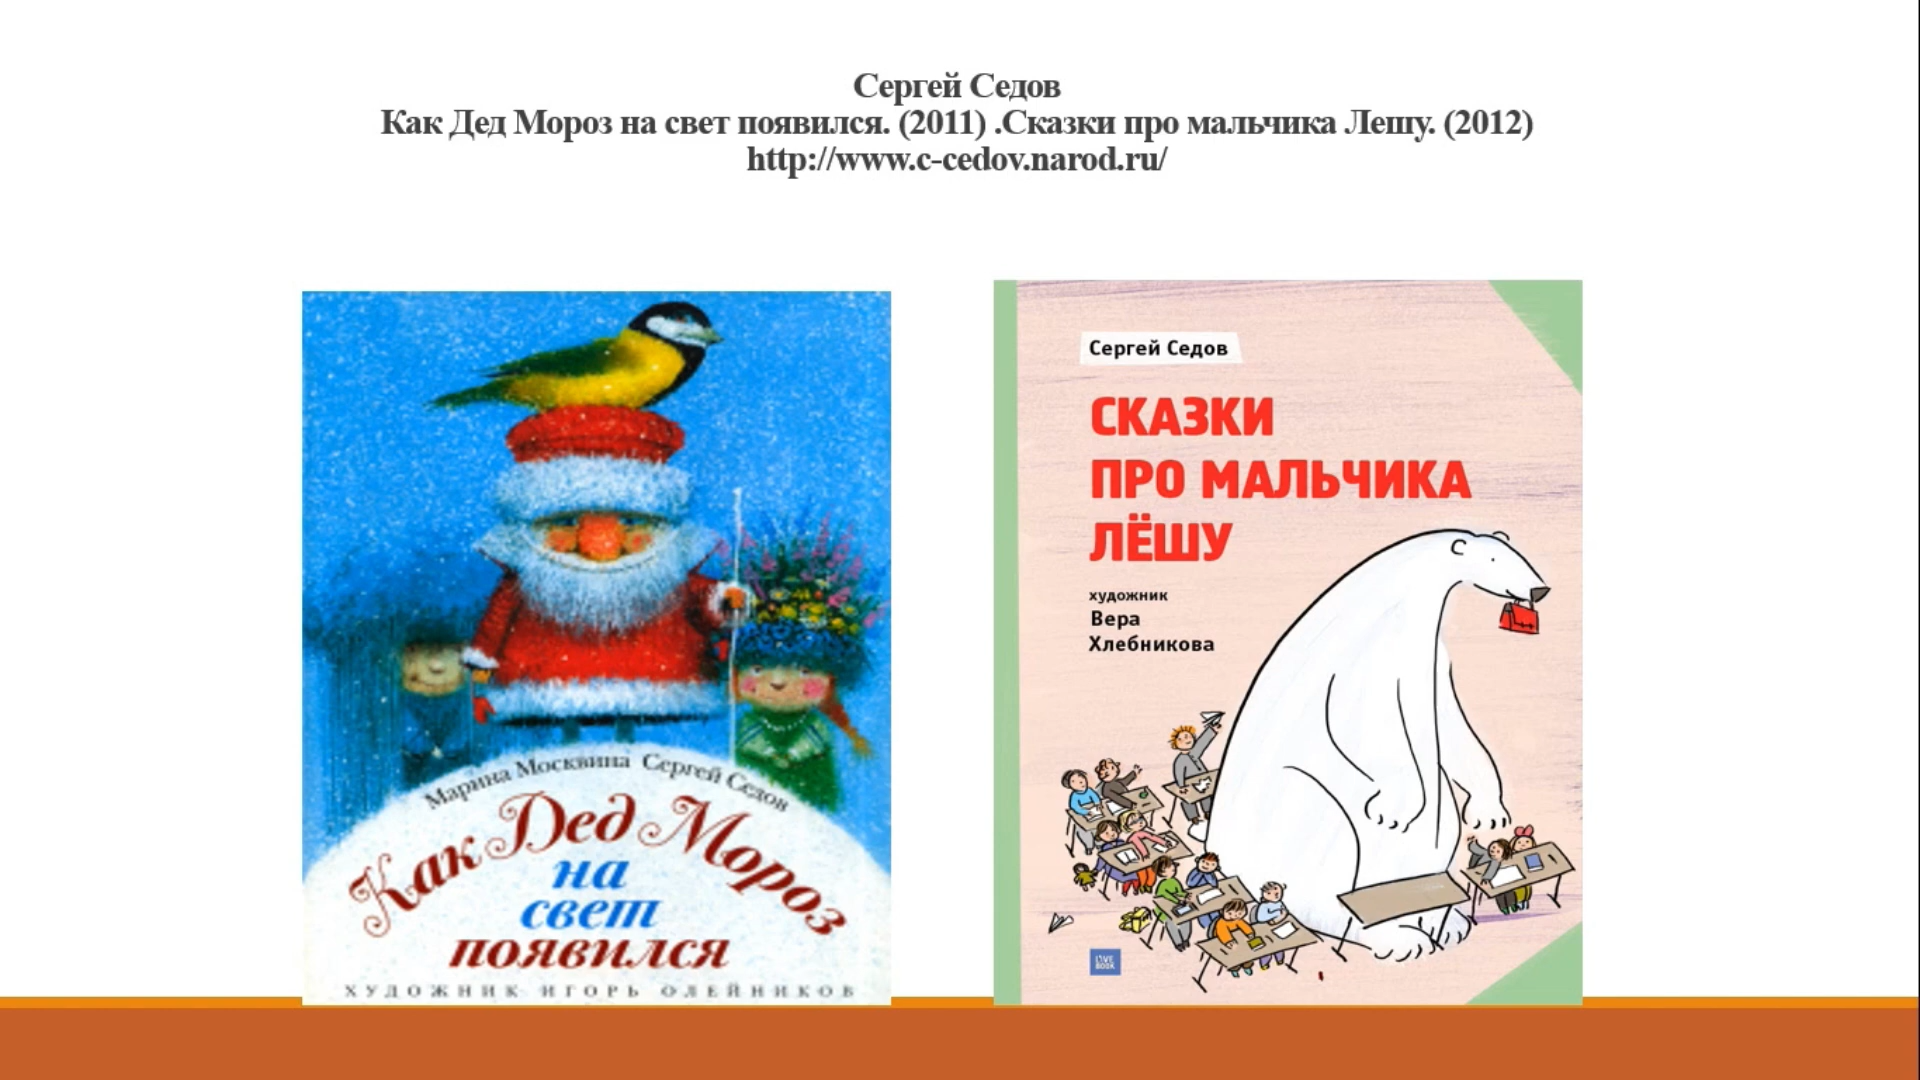 Сергей Седов
Как Дед Мороз на свет появился. (2011) .Сказки про мальчика Лешу. (2012)
http://www.c-cedov.narod.ru/
Марина Москвина Сергей Седов
Как Дед Мороз
на
свет
появился
ХУДОЖНИК ИГОРЬ ОЛЕЙНИКОВ
Сергей Седов
СКАЗКИ
ПРО МАЛЬЧИКА
ЛЁШУ
художник
Вера
Хлебникова
LIVE
BOOK